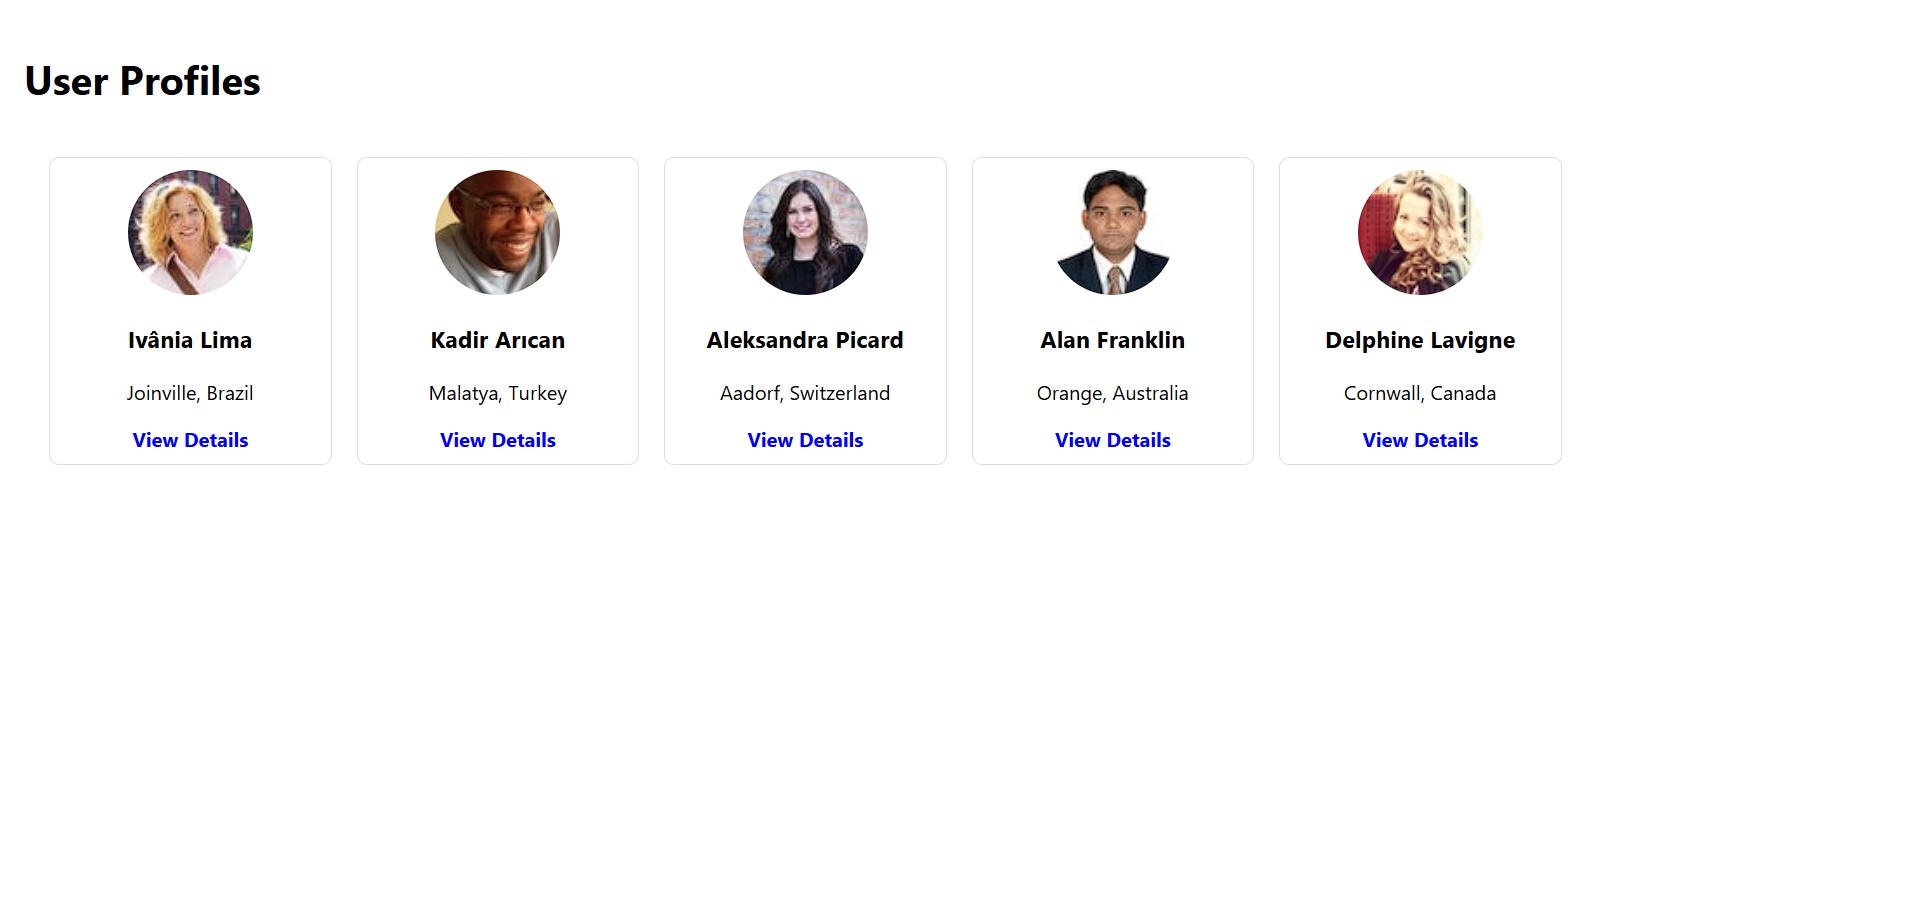 User Profiles
Ivânia Lima
Joinville, Brazil
View Details
Kadir Arıcan
Malatya, Turkey
View Details
Aleksandra Picard
Aadorf, Switzerland
View Details
Alan Franklin
Orange, Australia
View Details
Delphine Lavigne
Cornwall, Canada
View Details